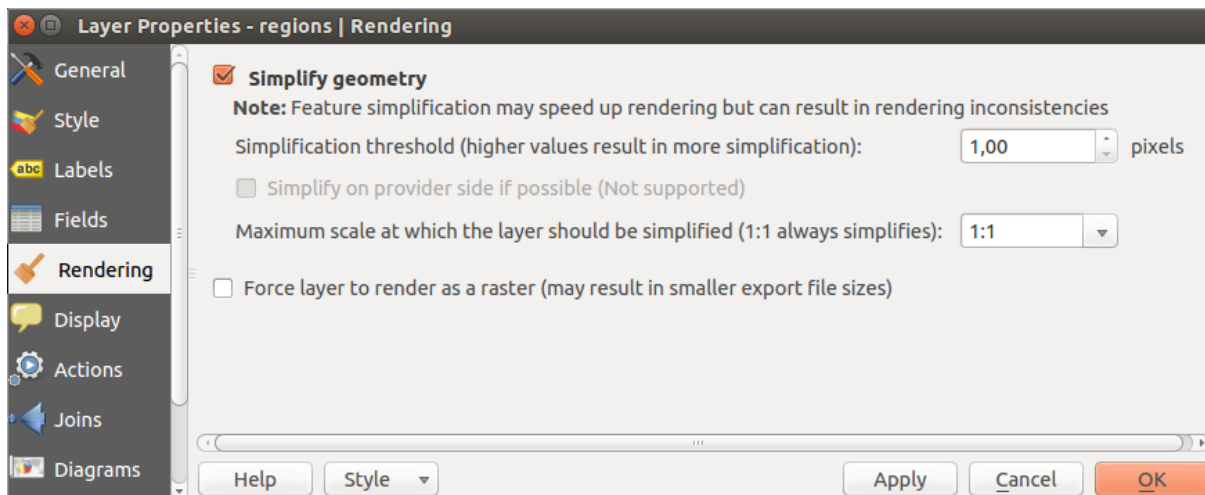 Layer Properties - regions | Rendering
General
Style
abc Labels
Fields
Rendering
Display
Actions
Joins
Diagrams
Simplify geometry
Note: Feature simplification may speed up rendering but can result in rendering inconsistencies
Simplification threshold (higher values result in more simplification): 1,00 pixels
Simplify on provider side if possible (Not supported)
Maximum scale at which the layer should be simplified (1:1 always simplifies): 1:1
Force layer to render as a raster (may result in smaller export file sizes)
Help Style Apply Cancel OK